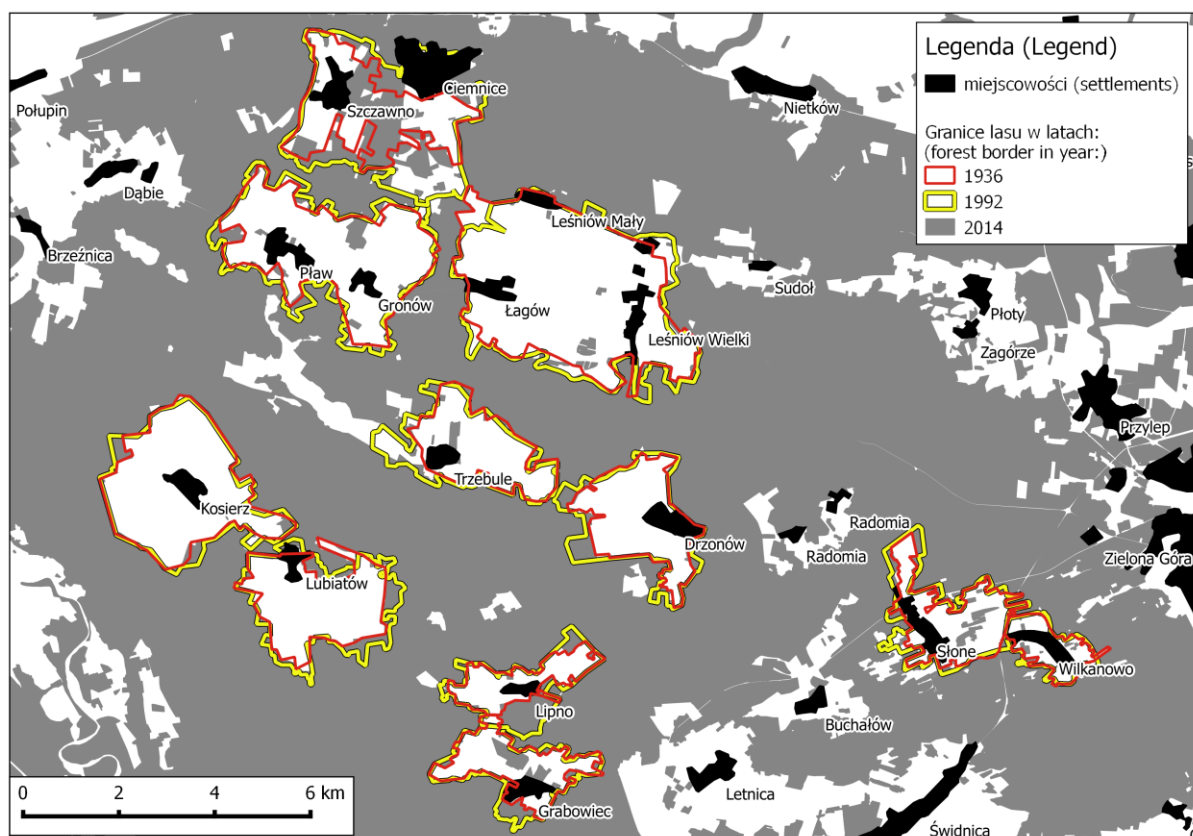 Legenda (Legend)
miejscowości (settlements)
Granice lasu w latach:
(forest border in year:)
1936
1992
2014
Ciemnice
Szczawno
Nietków
Połupin
Dąbie
Leśniów Mały
Brzeźnica
Pław
Sudoł
Gronów
Łagów
Płoty
Leśniów Wielki
Zagórze
Przylep
Trzebule
Kosierz
Radomia
Drzonów
Radomia
Zielona Góra
Lubiatów
Słone
Wilkanowo
Lipno
Buchałów
Letnica
Grabowiec
Świdnica
0 2 4 6 km